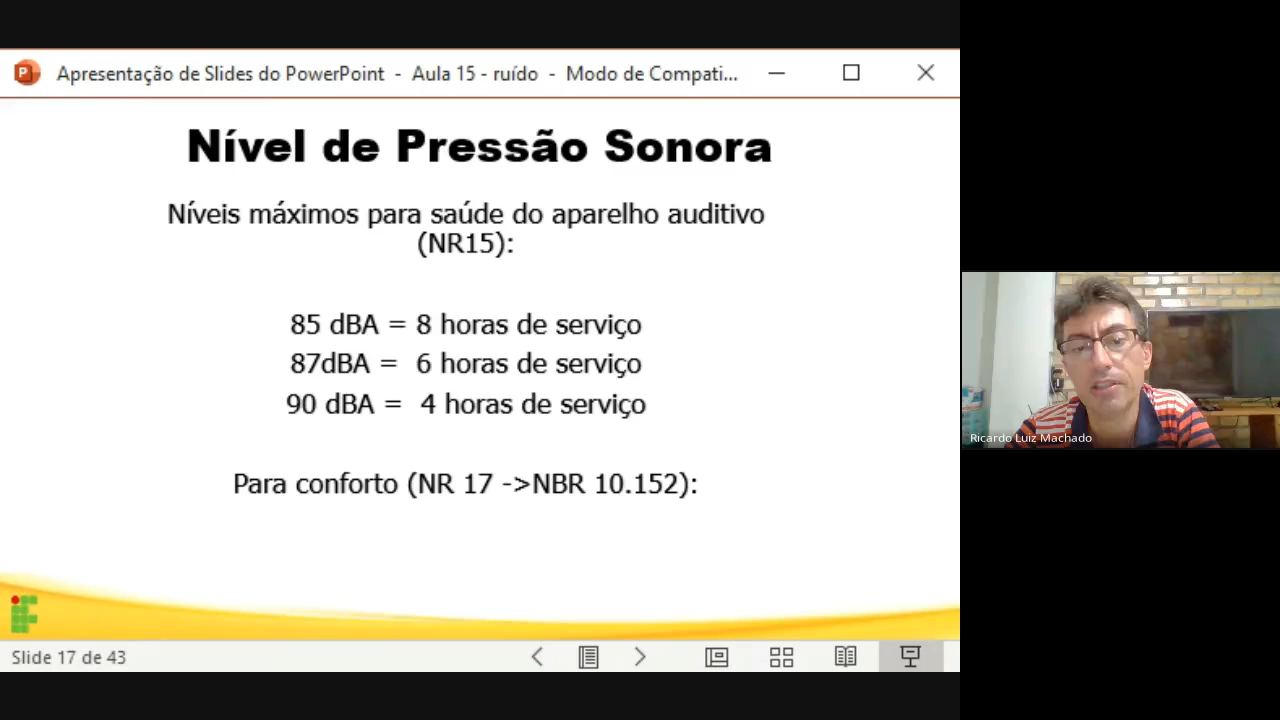 Apresentação de Slides do PowerPoint - Aula 15 - ruído - Modo de Compati...
Nível de Pressão Sonora
Níveis máximos para saúde do aparelho auditivo
(NR15):
85 dBA = 8 horas de serviço
87dBA = 6 horas de serviço
90 dBA = 4 horas de serviço
Para conforto (NR 17 ->NBR 10.152):
Ricardo Luiz Machado
Slide 17 de 43